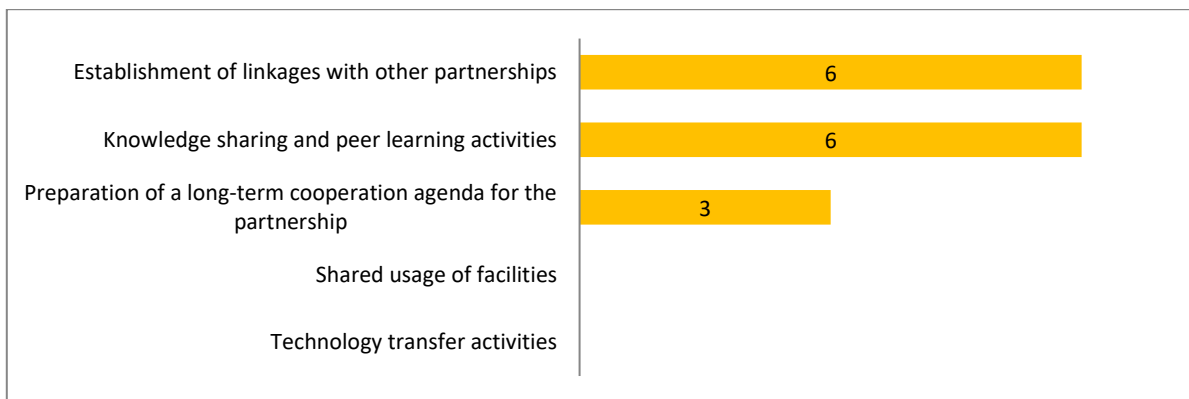 Establishment of linkages with other partnerships
6
Knowledge sharing and peer learning activities
6
Preparation of a long-term cooperation agenda for the
partnership
3
Shared usage of facilities
Technology transfer activities